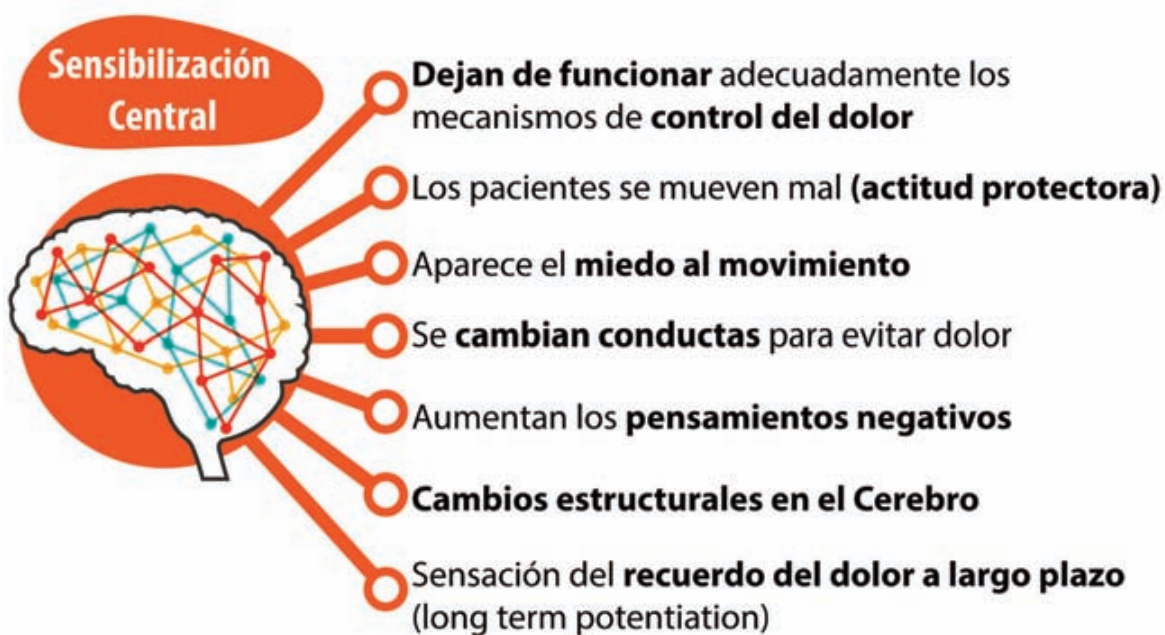 Sensibilización
Central
Dejan de funcionar adecuadamente los
mecanismos de control del dolor
Los pacientes se mueven mal (actitud protectora)
Aparece el miedo al movimiento
Se cambian conductas para evitar dolor
Aumentan los pensamientos negativos
Cambios estructurales en el Cerebro
Sensación del recuerdo del dolor a largo plazo
(long term potentiation)